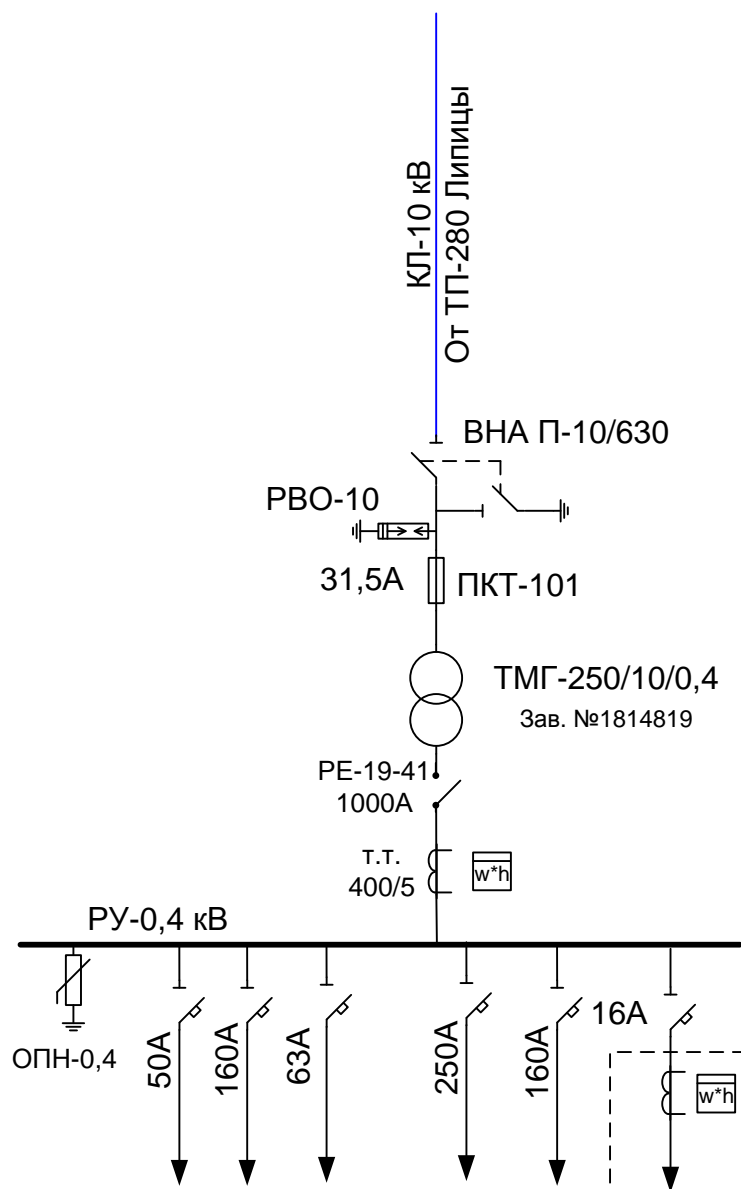 КЛ-10 кВ
От ТП-280 Липицы
ВНА П-10/630
РВО-10
31,5А
ПКТ-101
ТМГ-250/10/0,4
Зав. №1814819
РЕ-19-41
1000А
т.т.
400/5
w*h
РУ-0,4 кВ
ОПН-0,4
50А
160А
63А
250А
160А
16А
w*h